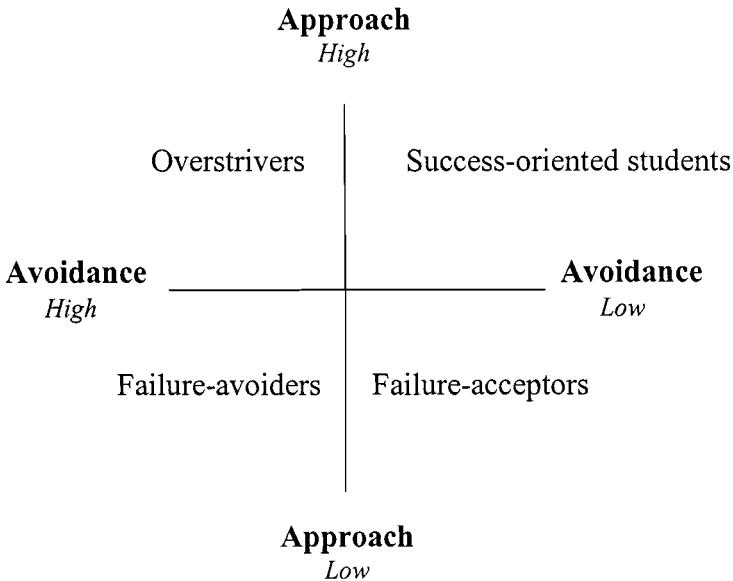 Approach
High
Overstrivers
Success-oriented students
Avoidance
High
Avoidance
Low
Failure-avoiders
Failure-acceptors
Approach
Low